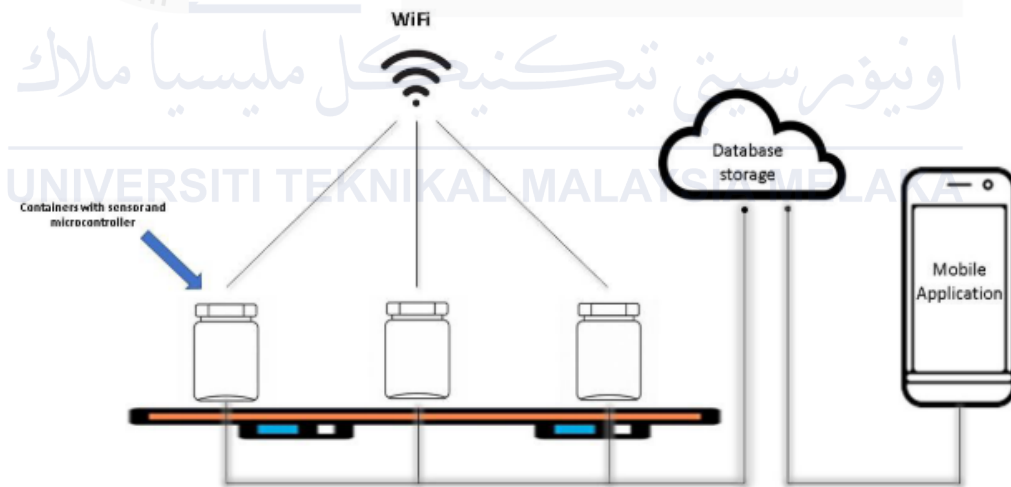 WiFi
اونيۏرسيتي تيكنيكل مليسيا ملاك
UNIVERSITI TEKNIKAL MALAYSIA MELAKA
Database
storage
Containers with sensor and
microcontroller
Mobile
Application